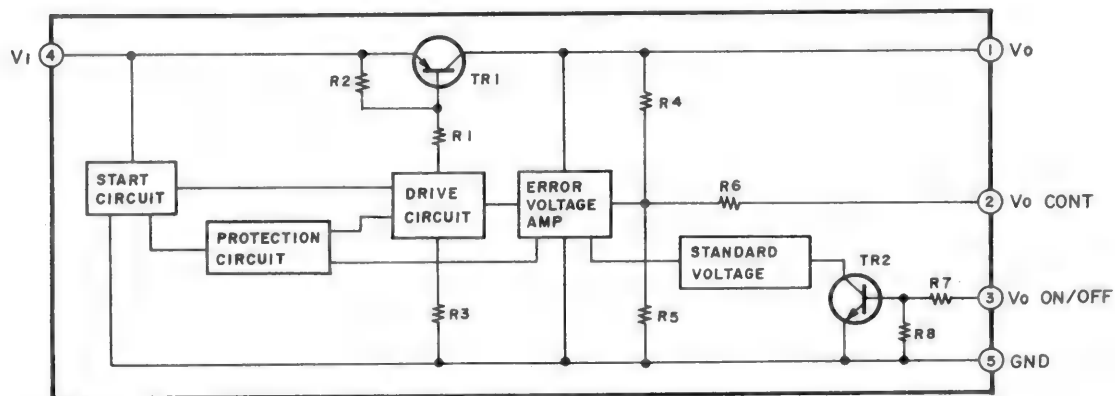 VI 4
1 Vo
R2
TR1
R4
R1
START
CIRCUIT
DRIVE
CIRCUIT
ERROR
VOLTAGE
AMP
R6
2 Vo CONT
PROTECTION
CIRCUIT
STANDARD
VOLTAGE
TR2
R7
3 Vo ON/OFF
R3
R5
R8
5 GND